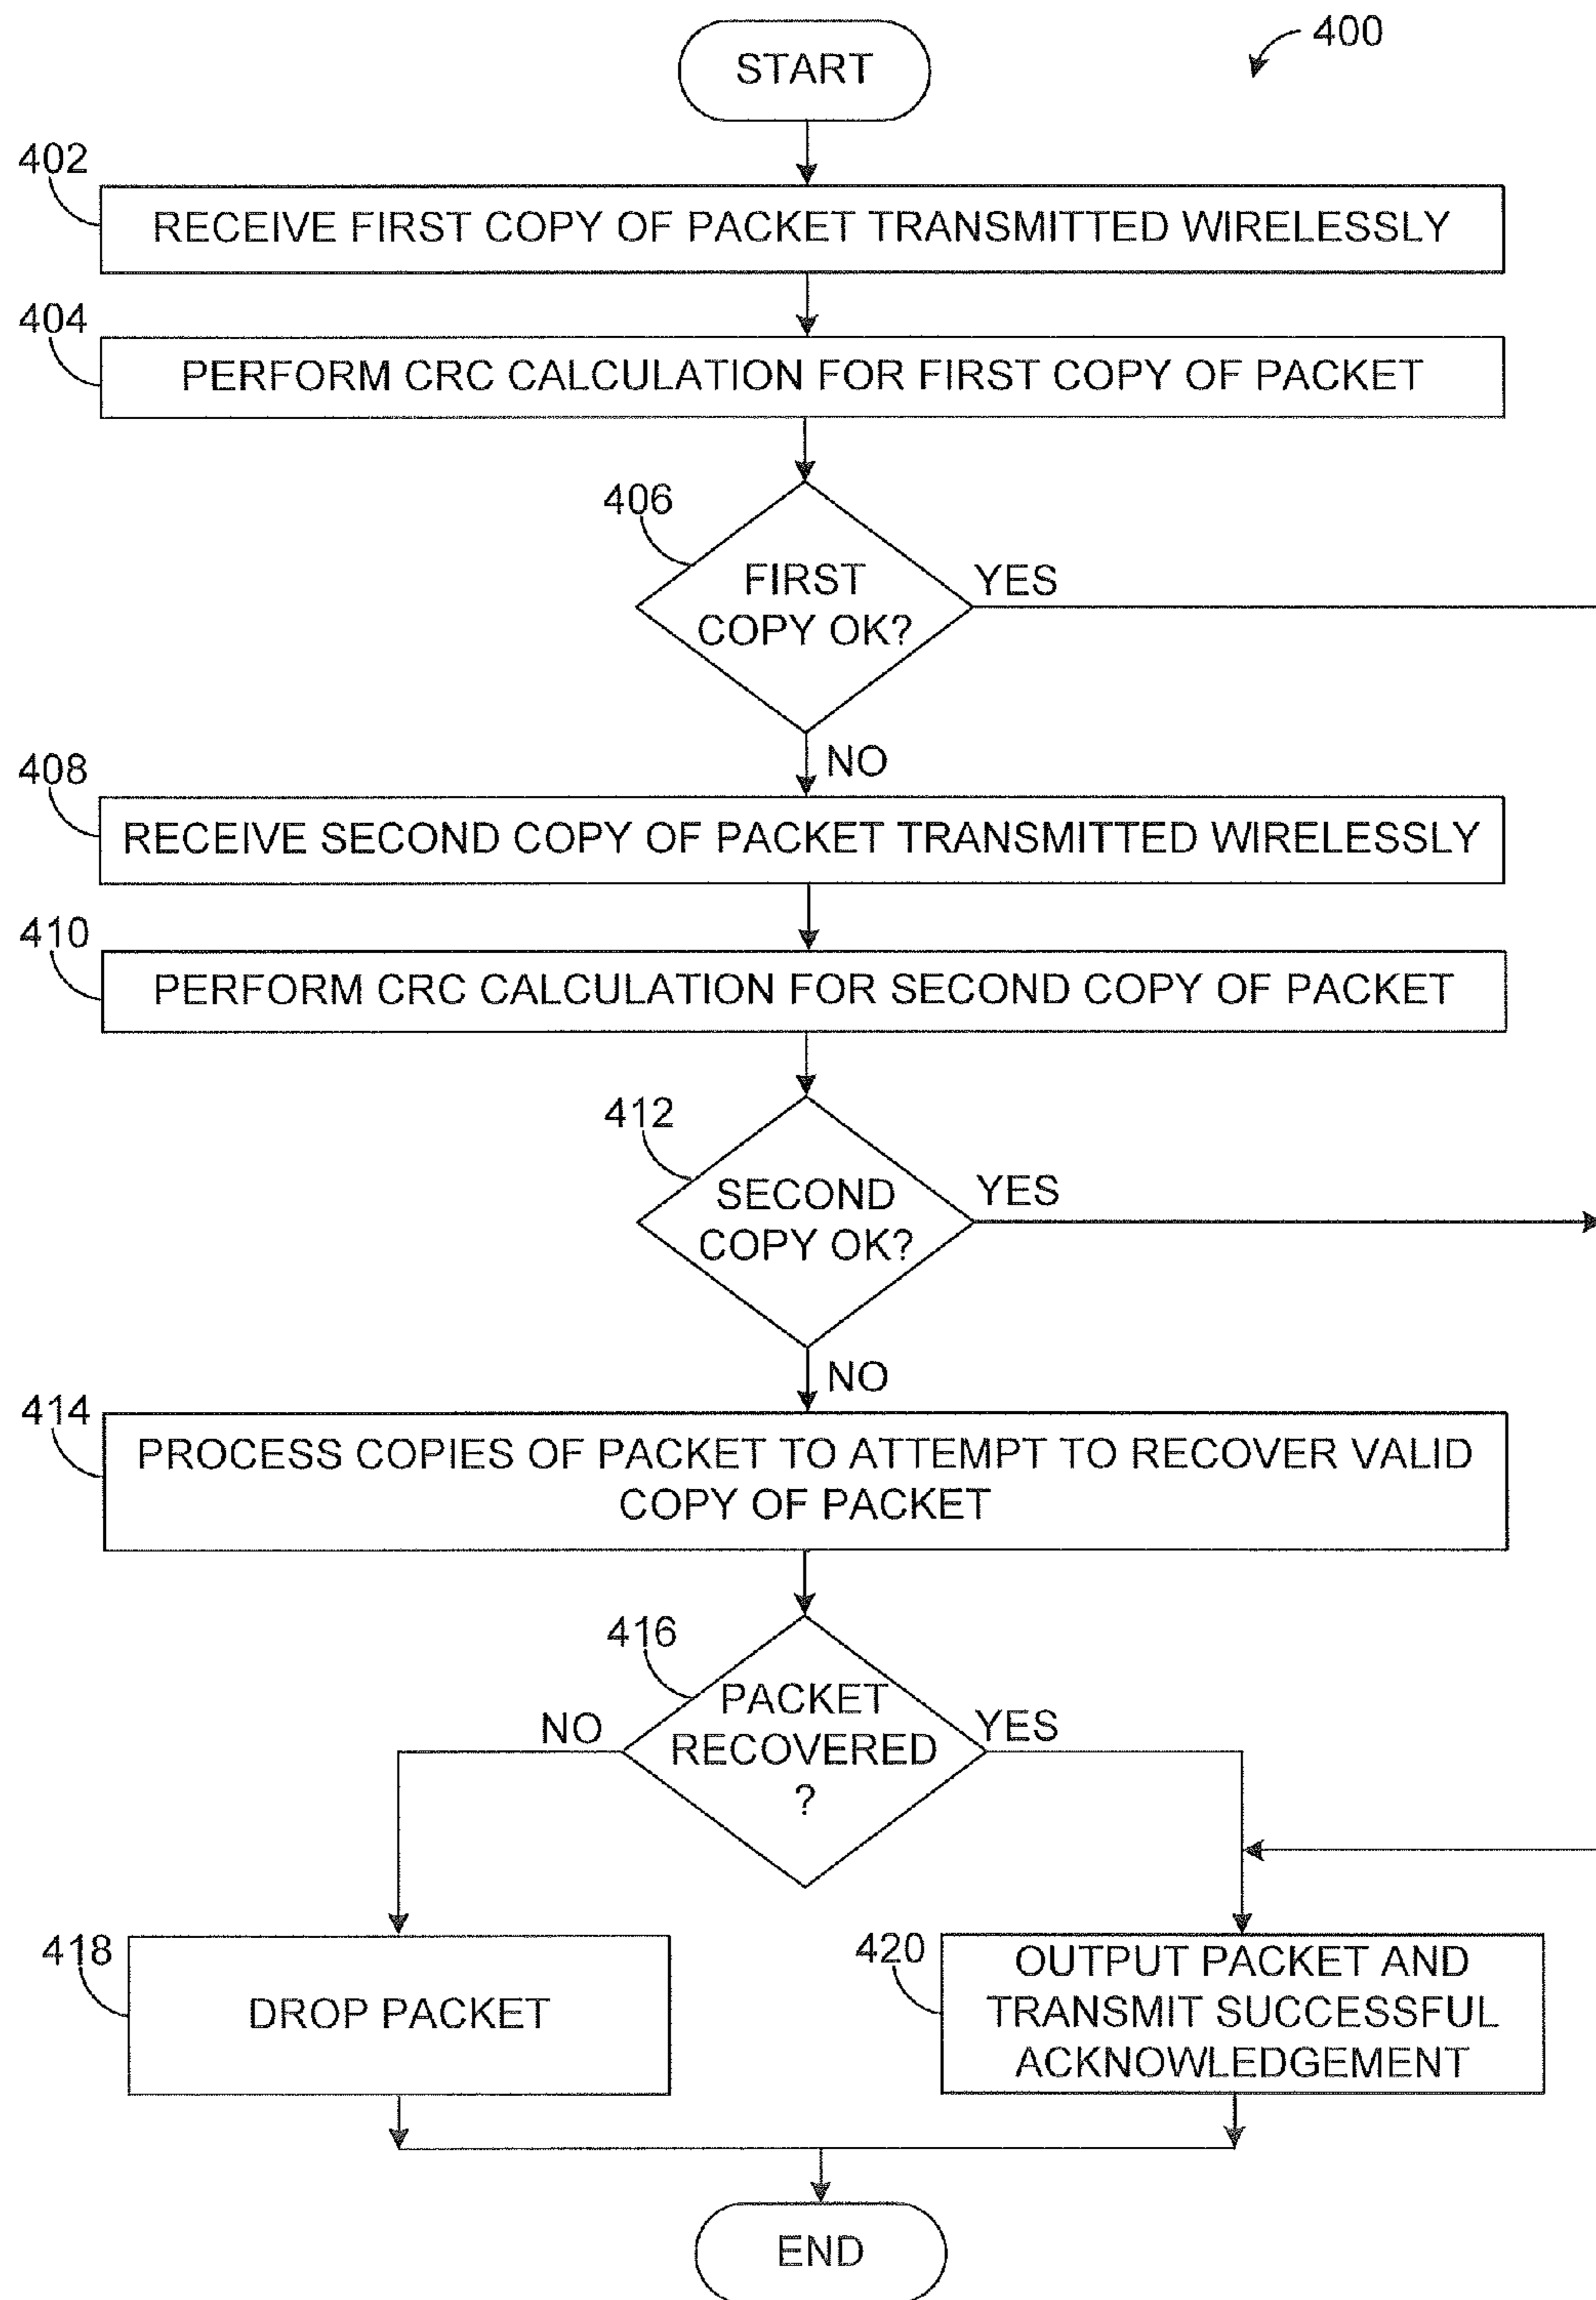 400
START
402
RECEIVE FIRST COPY OF PACKET TRANSMITTED WIRELESSLY
404
PERFORM CRC CALCULATION FOR FIRST COPY OF PACKET
406
FIRST
COPY OK?
YES
NO
408
RECEIVE SECOND COPY OF PACKET TRANSMITTED WIRELESSLY
410
PERFORM CRC CALCULATION FOR SECOND COPY OF PACKET
412
SECOND
COPY OK?
YES
NO
414
PROCESS COPIES OF PACKET TO ATTEMPT TO RECOVER VALID
COPY OF PACKET
416
PACKET
RECOVERED
?
NO
YES
418
DROP PACKET
420
OUTPUT PACKET AND
TRANSMIT SUCCESSFUL
ACKNOWLEDGEMENT
END